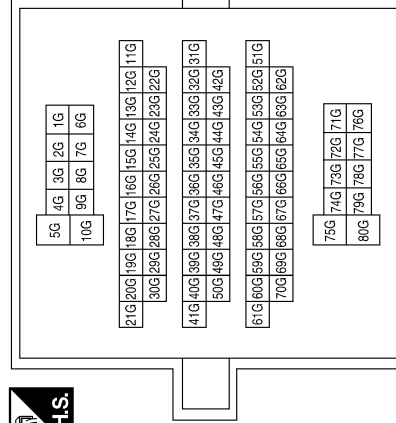 H.S.
5G 4G 3G 2G 1G
10G 9G 8G 7G 6G
21G 20G 19G 18G 17G 16G 15G 14G 13G 12G 11G
30G 29G 28G 27G 26G 25G 24G 23G 22G
41G 40G 39G 38G 37G 36G 35G 34G 33G 32G 31G
50G 49G 48G 47G 46G 45G 44G 43G 42G
61G 60G 59G 58G 57G 56G 55G 54G 53G 52G 51G
70G 69G 68G 67G 66G 65G 64G 63G 62G
75G 74G 73G 72G 71G
80G 79G 78G 77G 76G